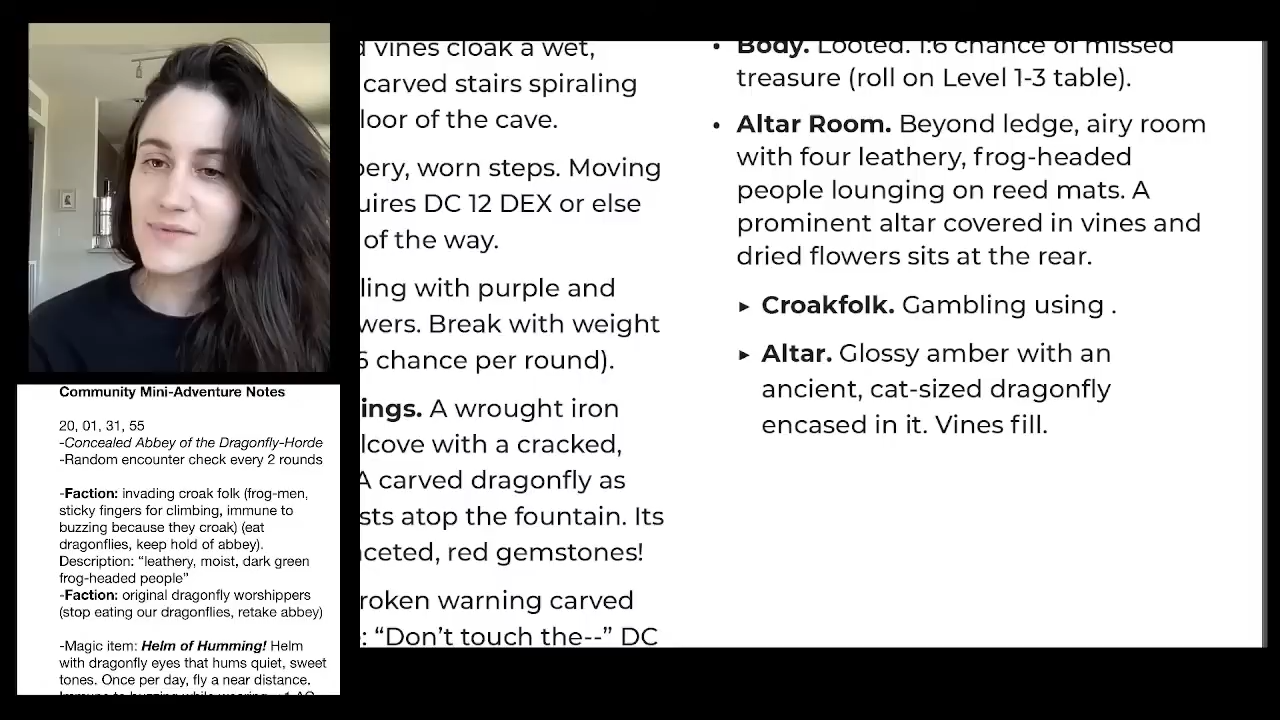 Community Mini-Adventure Notes
20, 01, 31, 55
-Concealed Abbey of the Dragonfly-Horde
-Random encounter check every 2 rounds
-Faction: invading croak folk (frog-men,
sticky fingers for climbing, immune to
buzzing because they croak) (eat
dragonflies, keep hold of abbey).
Description: “leathery, moist, dark green
frog-headed people”
-Faction: original dragonfly worshippers
(stop eating our dragonflies, retake abbey)
-Magic item: Helm of Humming! Helm
with dragonfly eyes that hums quiet, sweet
tones. Once per day, fly a near distance.
Immune to buzzing while wearing. +1 AC
d vines cloak a wet,
carved stairs spiraling
loor of the cave.
pery, worn steps. Moving
uires DC 12 DEX or else
of the way.
ling with purple and
wers. Break with weight
6 chance per round).
ings. A wrought iron
lcove with a cracked,
A carved dragonfly as
sts atop the fountain. Its
aceted, red gemstones!
roken warning carved
: “Don’t touch the--” DC
• Body. Looted. 1:6 chance of missed
treasure (roll on Level 1-3 table).
• Altar Room. Beyond ledge, airy room
with four leathery, frog-headed
people lounging on reed mats. A
prominent altar covered in vines and
dried flowers sits at the rear.
► Croakfolk. Gambling using .
► Altar. Glossy amber with an
ancient, cat-sized dragonfly
encased in it. Vines fill.